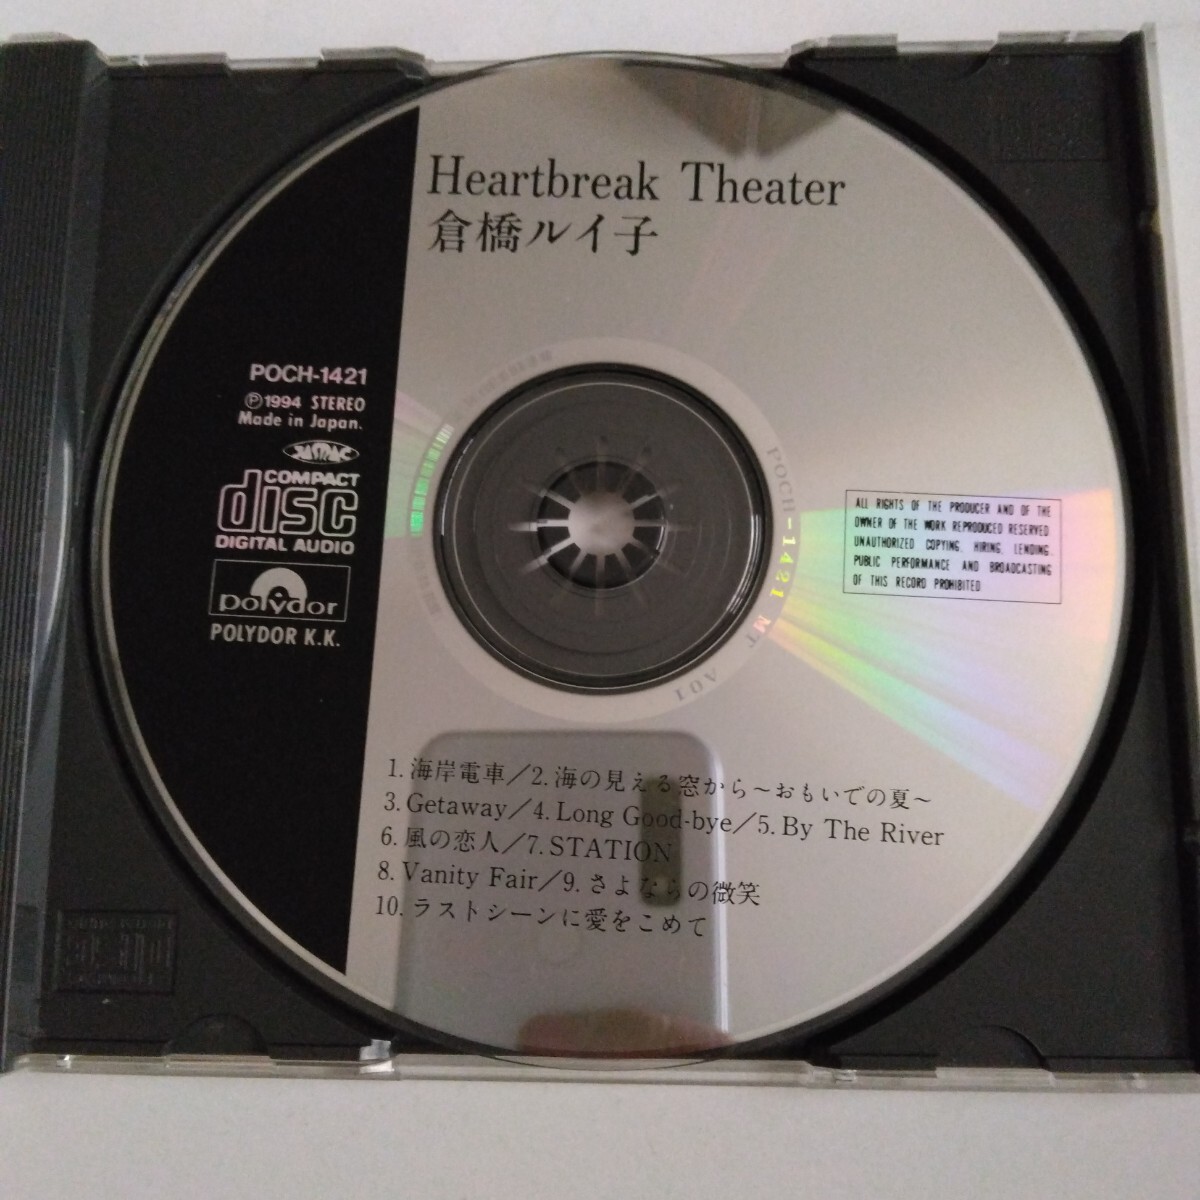 Heartbreak Theater
倉橋ルイ子
POCH-1421
Ⓟ1994 STEREO
Made in Japan.
JASRAC
COMPACT
disc
DIGITAL AUDIO
polydor
POLYDOR K.K.
POCH-1421 MT A01
ALL RIGHTS OF THE PRODUCER AND OF THE
OWNER OF THE WORK REPRODUCED RESERVED
UNAUTHORIZED COPYING, HIRING, LENDING,
PUBLIC PERFORMANCE AND BROADCASTING
OF THIS RECORD PROHIBITED
1. 海岸電車／2. 海の見える窓から～おもいでの夏～
3. Getaway／4. Long Good-bye／5. By The River
6. 風の恋人／7. STATION
8. Vanity Fair／9. さよならの微笑
10. ラストシーンに愛をこめて